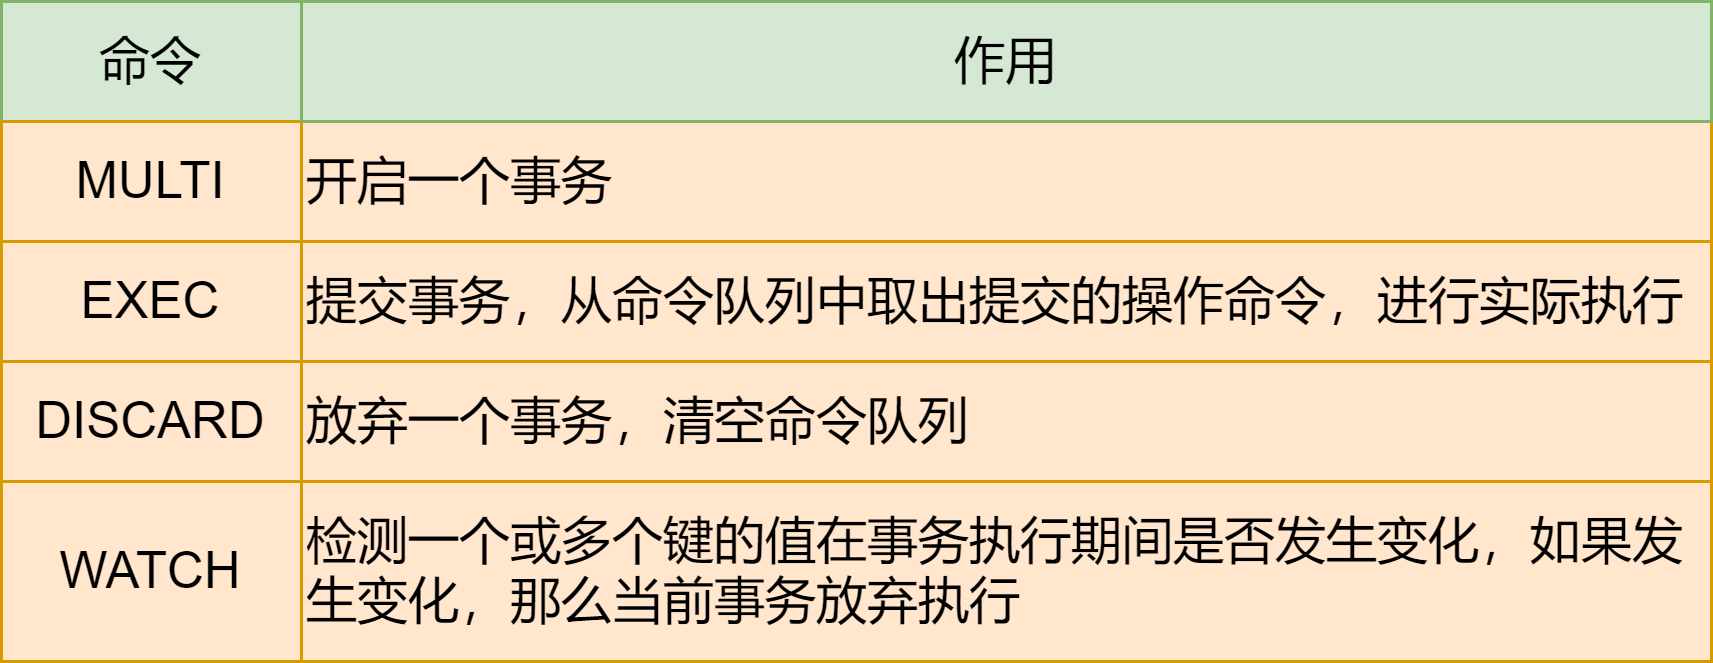 命令
作用
MULTI
开启一个事务
EXEC
提交事务，从命令队列中取出提交的操作命令，进行实际执行
DISCARD
放弃一个事务，清空命令队列
WATCH
检测一个或多个键的值在事务执行期间是否发生变化，如果发
生变化，那么当前事务放弃执行